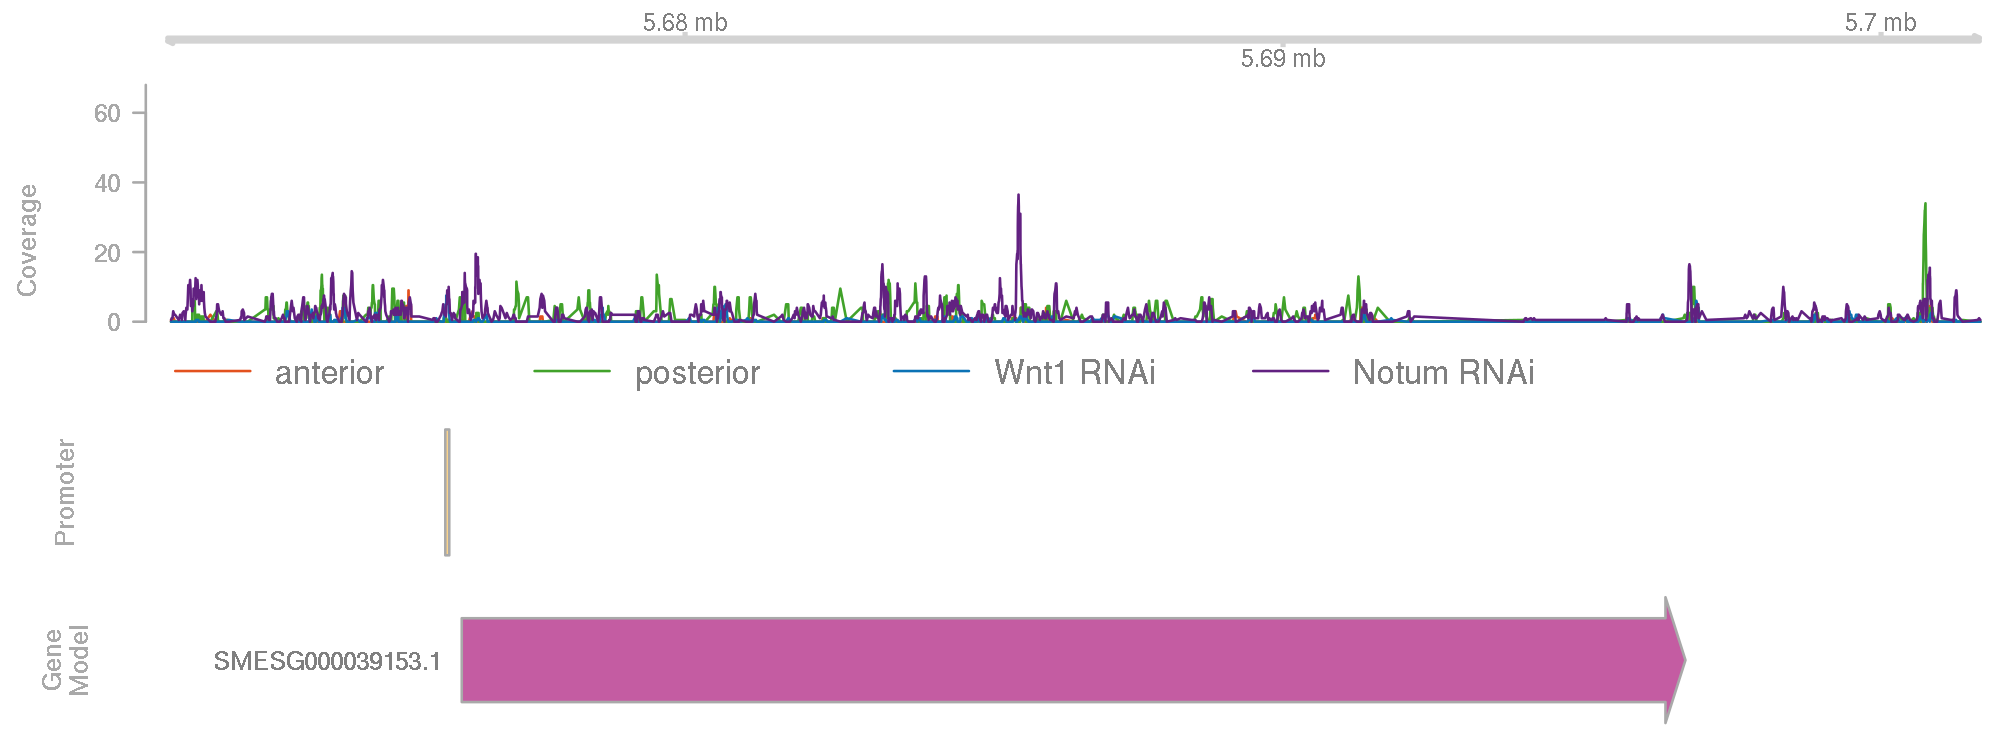 5.68 mb
5.7 mb
5.69 mb
Coverage
60
40
20
0
anterior
posterior
Wnt1 RNAi
Notum RNAi
Promoter
Gene
Model
SMESG000039153.1